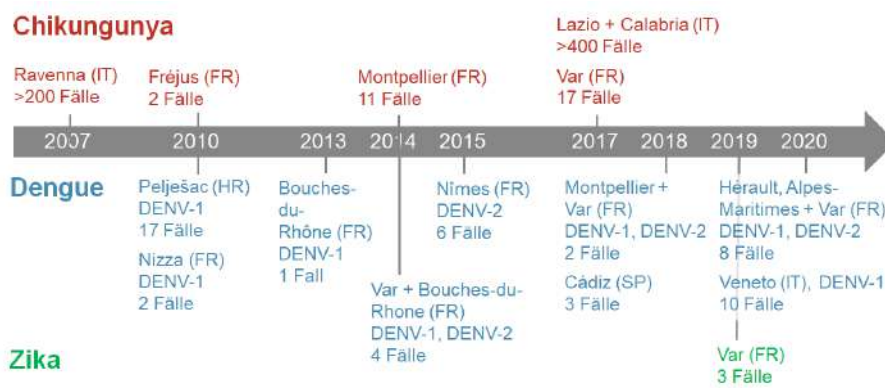 Chikungunya
Lazio + Calabria (IT)
>400 Fälle
Ravenna (IT)
>200 Fälle
Fréjus (FR)
2 Fälle
Montpellier (FR)
11 Fälle
Var (FR)
17 Fälle
2007 2010 2013 2014 2015 2017 2018 2019 2020
Dengue
Pelješac (HR)
DENV-1
17 Fälle
Nizza (FR)
DENV-1
2 Fälle
Bouches-
du-
Rhône (FR)
DENV-1
1 Fall
Var + Bouches-du-
Rhone (FR)
DENV-1, DENV-2
4 Fälle
Nîmes (FR)
DENV-2
6 Fälle
Montpellier +
Var (FR)
DENV-1, DENV-2
2 Fälle
Cádiz (SP)
3 Fälle
Hérault, Alpes-
Maritimes + Var (FR)
DENV-1, DENV-2
8 Fälle
Veneto (IT), DENV-1
10 Fälle
Zika
Var (FR)
3 Fälle